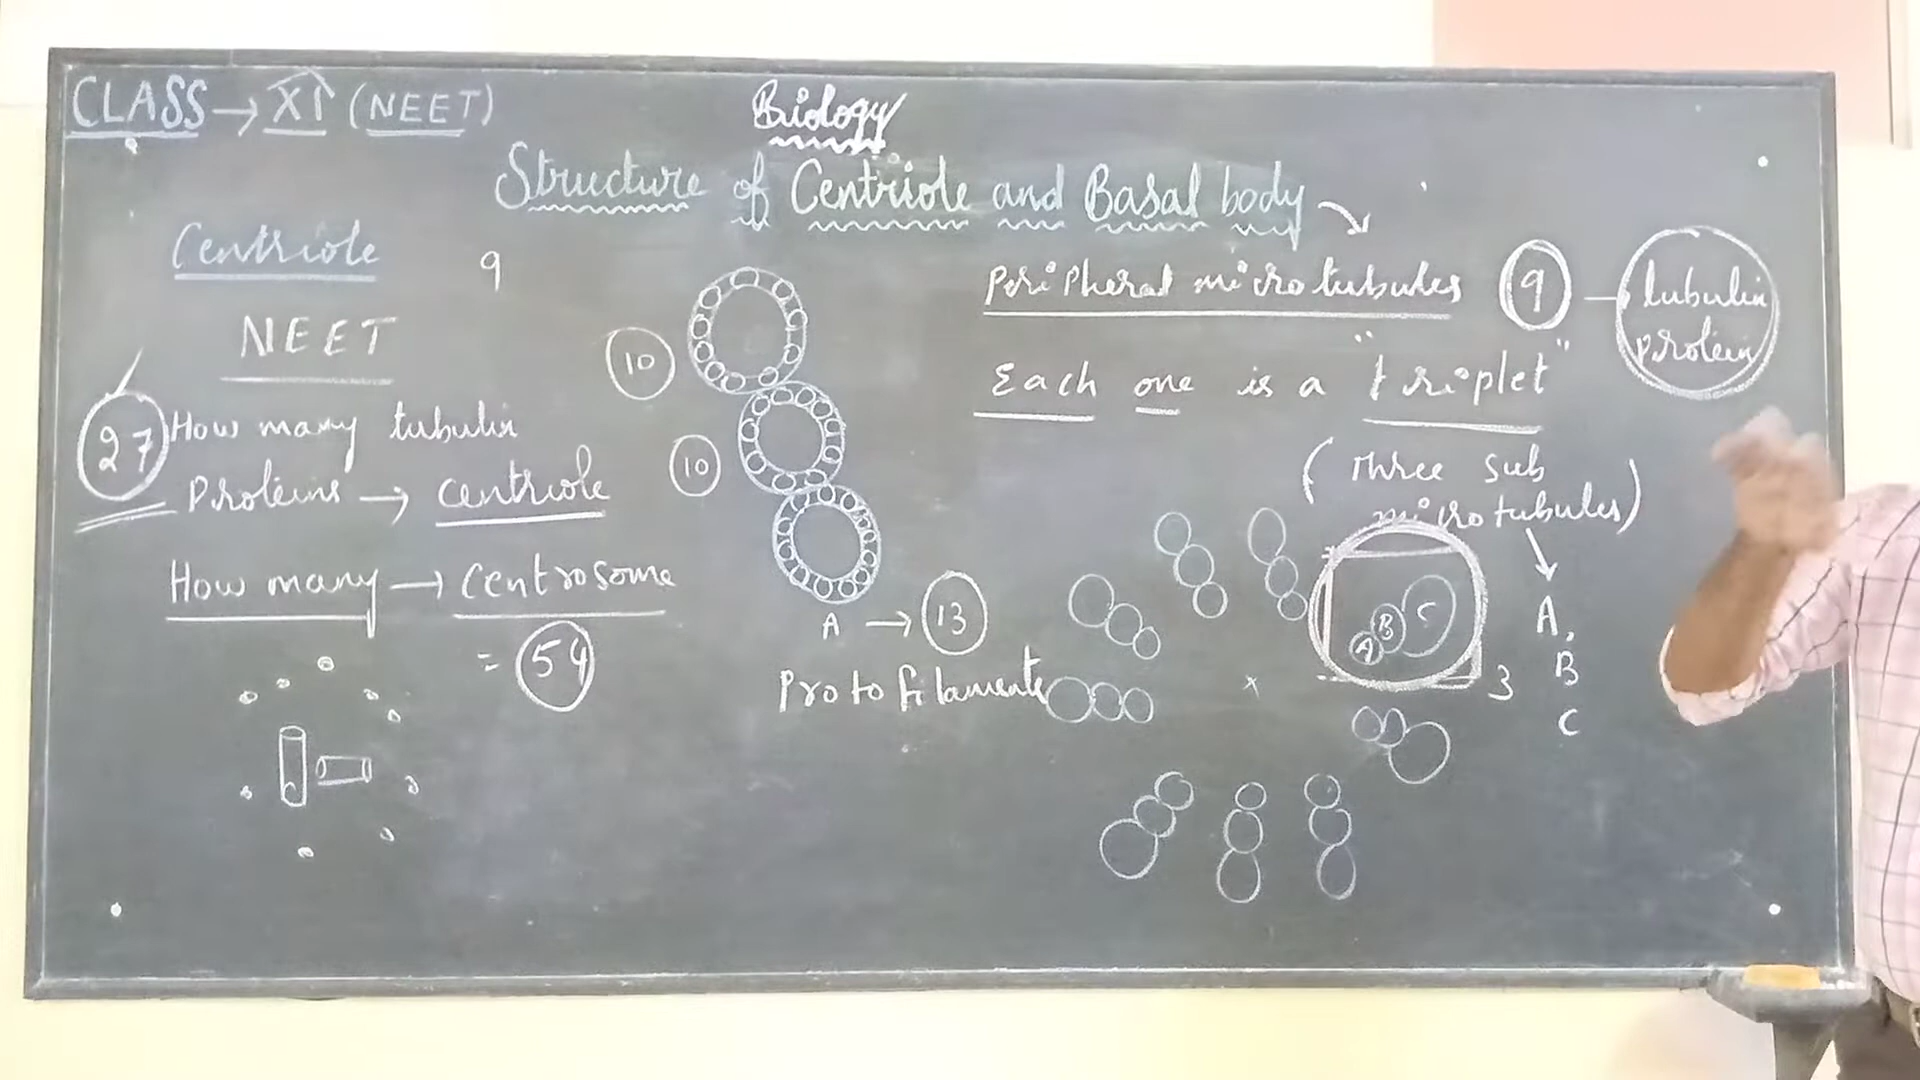 CLASS → XI (NEET)
Biology
Structure of Centriole and Basal body
Centriole
9
NEET
27 How many tubulin
Proteins → centriole
How many → Centrosome
= 54
10
10
A → 13
Protofilaments
Peripheral microtubules 9 — tubulin
protein
Each one is a "triplet"
(Three sub
microtubules)
A,
B
C
A B C
3